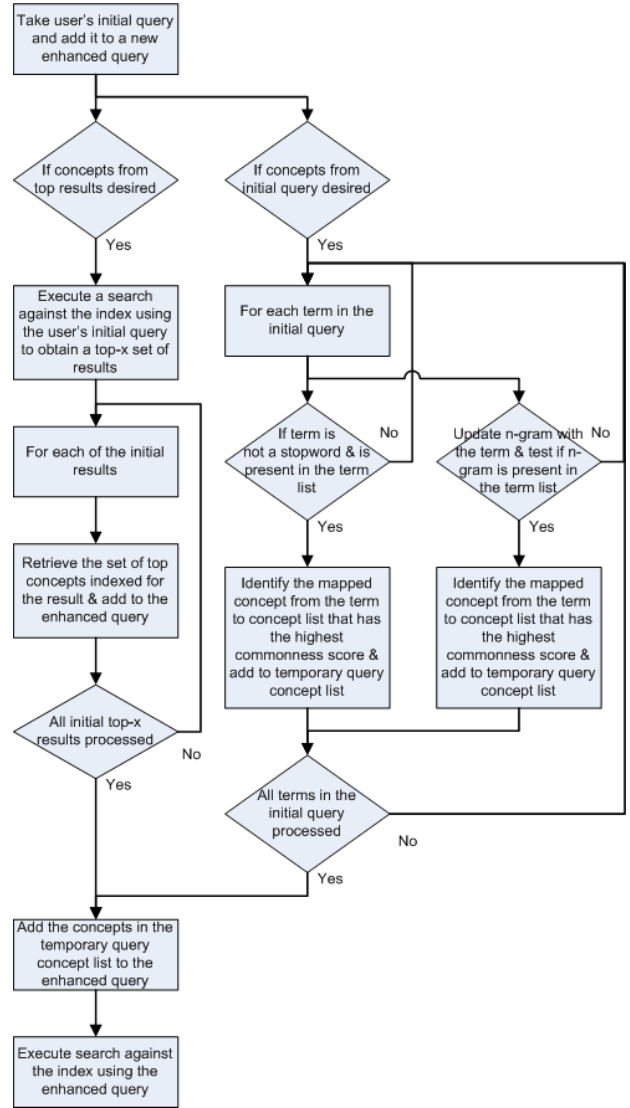 Take user's initial query
and add it to a new
enhanced query
If concepts from
top results desired
If concepts from
initial query desired
Yes
Yes
Execute a search
against the index using
the user's initial query
to obtain a top-x set of
results
For each term in the
initial query
For each of the initial
results
If term is
not a stopword & is
present in the term
list
No
Update n-gram with
the term & test if n-
gram is present in
the term list
No
Yes
Yes
Retrieve the set of top
concepts indexed for
the result & add to the
enhanced query
Identify the mapped
concept from the term
to concept list that has
the highest
commonness score &
add to temporary query
concept list
Identify the mapped
concept from the term
to concept list that has
the highest
commonness score &
add to temporary query
concept list
All initial top-x
results processed
No
Yes
All terms in the
initial query
processed
No
Yes
Add the concepts in the
temporary query
concept list to the
enhanced query
Execute search against
the index using the
enhanced query